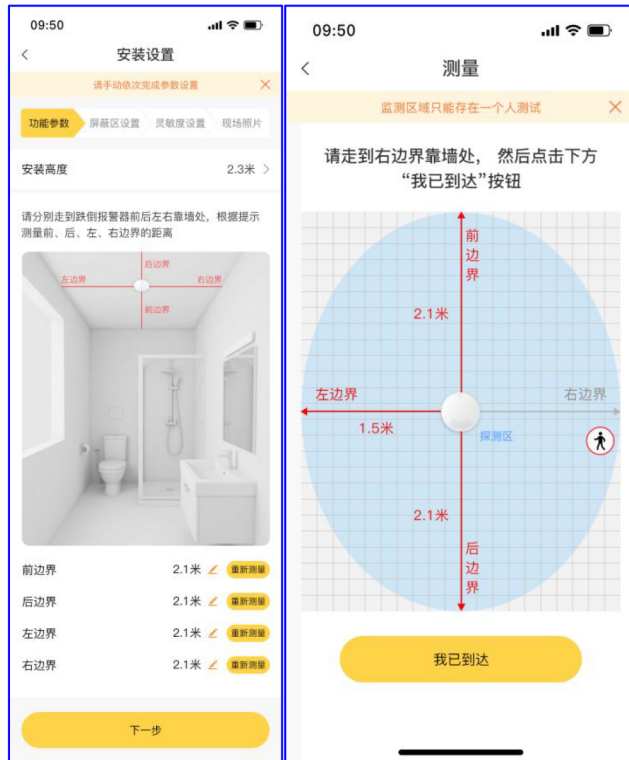 09:50
安装设置
请手动依次完成参数设置
功能参数
屏蔽区设置
灵敏度设置
现场照片
安装高度
2.3米
请分别走到跌倒报警器前后左右靠墙处，根据提示
测量前、后、左、右边界的距离
后边界
左边界
右边界
前边界
前边界 2.1米 重新测量
后边界 2.1米 重新测量
左边界 2.1米 重新测量
右边界 2.1米 重新测量
下一步
09:50
测量
监测区域只能存在一个人测试
请走到右边界靠墙处， 然后点击下方
“我已到达”按钮
前边界
2.1米
左边界
右边界
1.5米
探测区
2.1米
后边界
我已到达